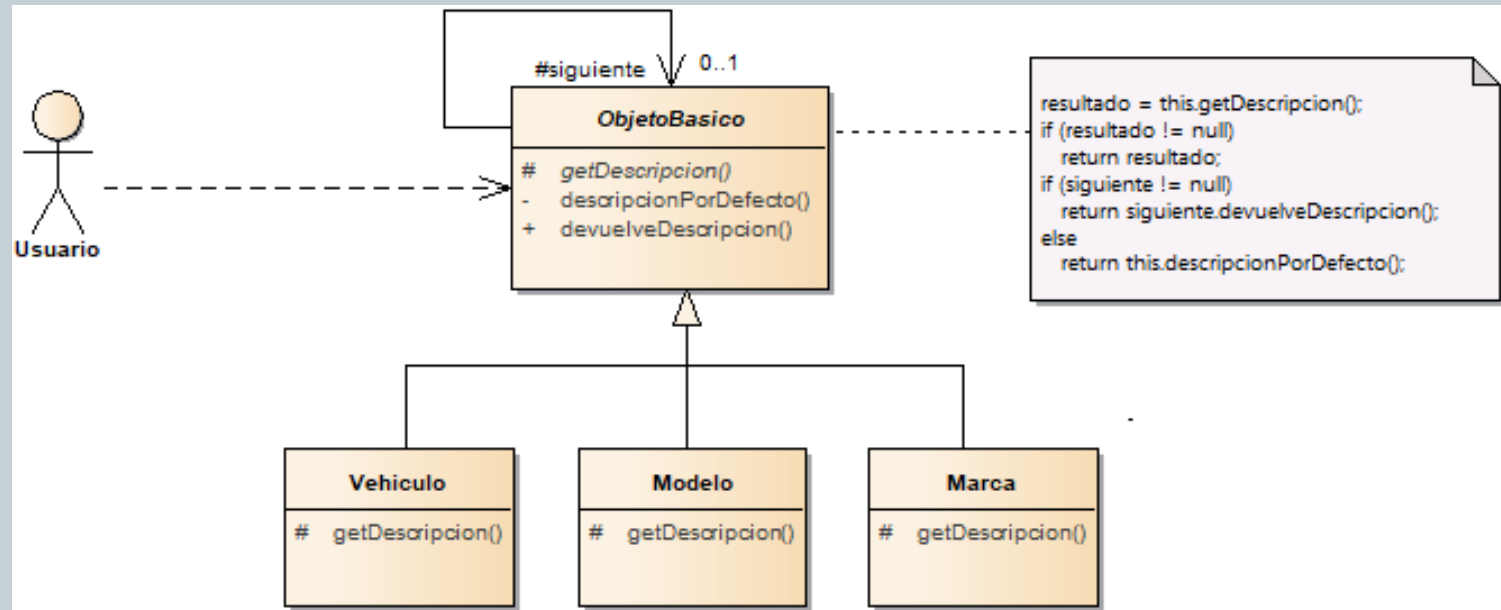 #siguiente 0..1
ObjetoBasico
# getDescripcion()
- descripcionPorDefecto()
+ devuelveDescripcion()
Usuario
resultado = this.getDescripcion();
if (resultado != null)
return resultado;
if (siguiente != null)
return siguiente.devuelveDescripcion();
else
return this.descripcionPorDefecto();
Vehiculo
# getDescripcion()
Modelo
# getDescripcion()
Marca
# getDescripcion()